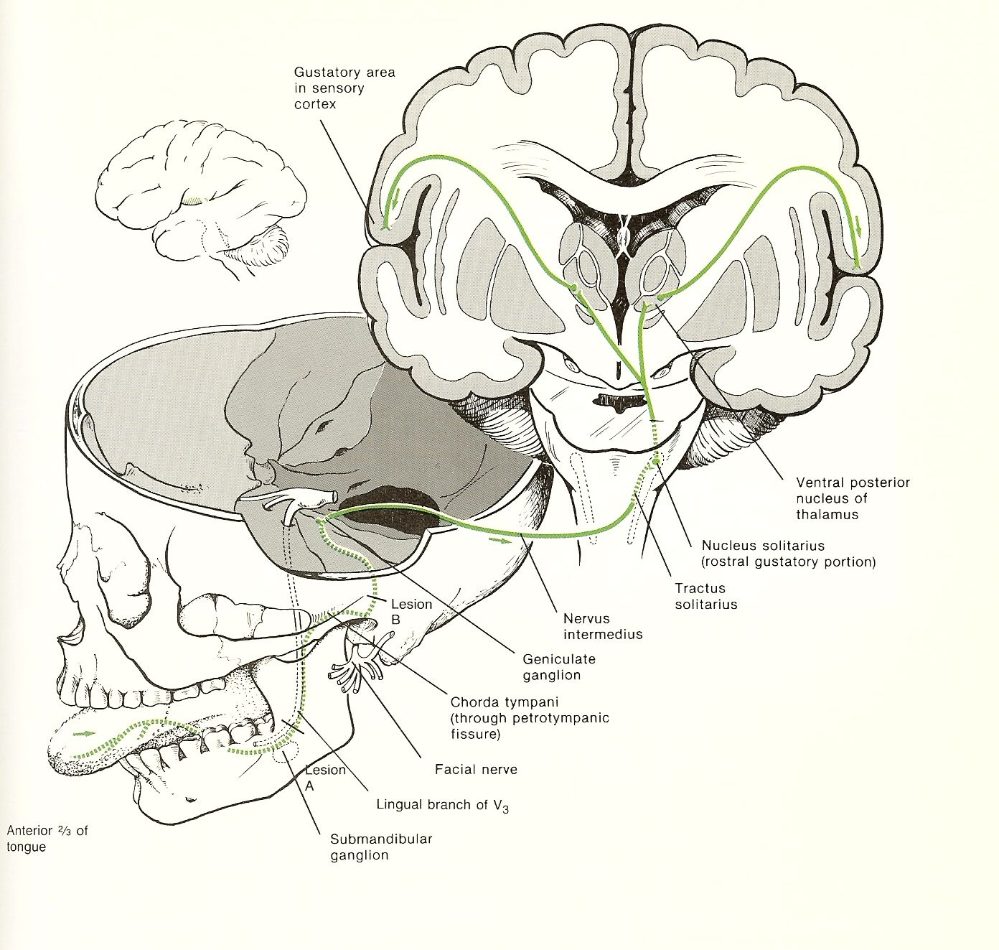 Gustatory area
in sensory
cortex
Ventral posterior
nucleus of
thalamus
Nucleus solitarius
(rostral gustatory portion)
Tractus
solitarius
Lesion
B
Nervus
intermedius
Geniculate
ganglion
Chorda tympani
(through petrotympanic
fissure)
Facial nerve
Lesion
A
Lingual branch of V₃
Anterior ⅔ of
tongue
Submandibular
ganglion